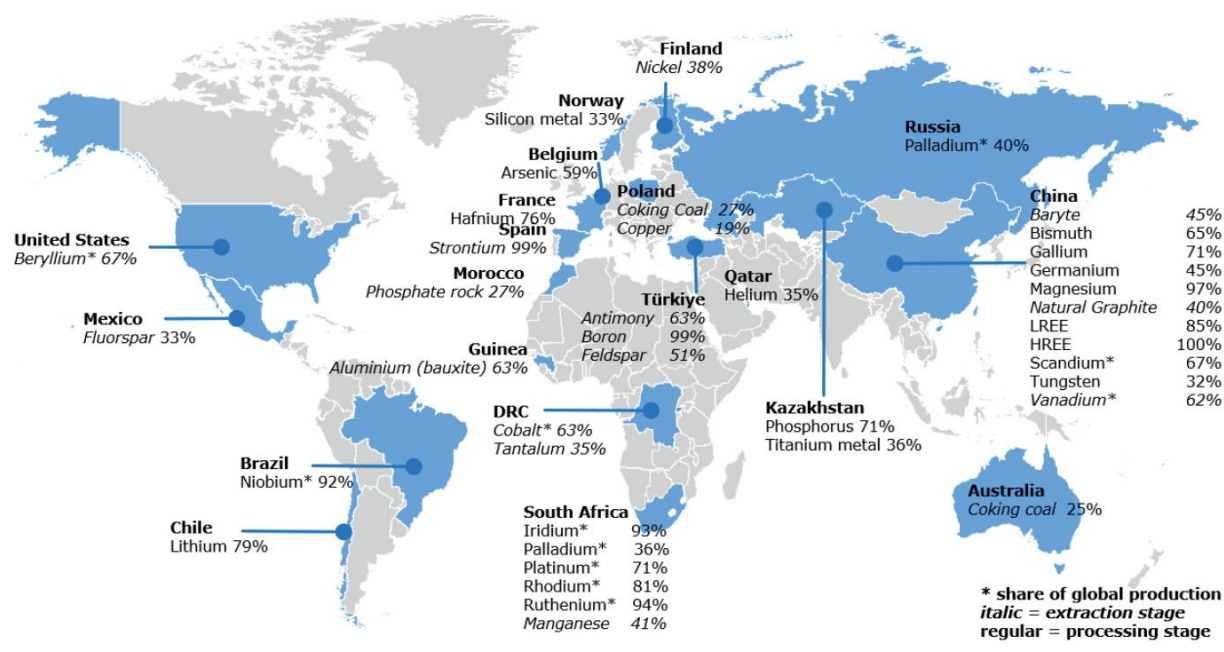 Finland
Nickel 38%
Norway
Silicon metal 33%
Russia
Palladium* 40%
Belgium
Arsenic 59%
Poland
Coking Coal 27%
Copper 19%
France
Hafnium 76%
Spain
Strontium 99%
China
Baryte 45%
Bismuth 65%
Gallium 71%
Germanium 45%
Magnesium 97%
Natural Graphite 40%
LREE 85%
HREE 100%
Scandium* 67%
Tungsten 32%
Vanadium* 62%
United States
Beryllium* 67%
Morocco
Phosphate rock 27%
Qatar
Helium 35%
Türkiye
Antimony 63%
Boron 99%
Feldspar 51%
Mexico
Fluorspar 33%
Guinea
Aluminium (bauxite) 63%
DRC
Cobalt* 63%
Tantalum 35%
Kazakhstan
Phosphorus 71%
Titanium metal 36%
Brazil
Niobium* 92%
Australia
Coking coal 25%
Chile
Lithium 79%
South Africa
Iridium* 93%
Palladium* 36%
Platinum* 71%
Rhodium* 81%
Ruthenium* 94%
Manganese 41%
* share of global production
italic = extraction stage
regular = processing stage